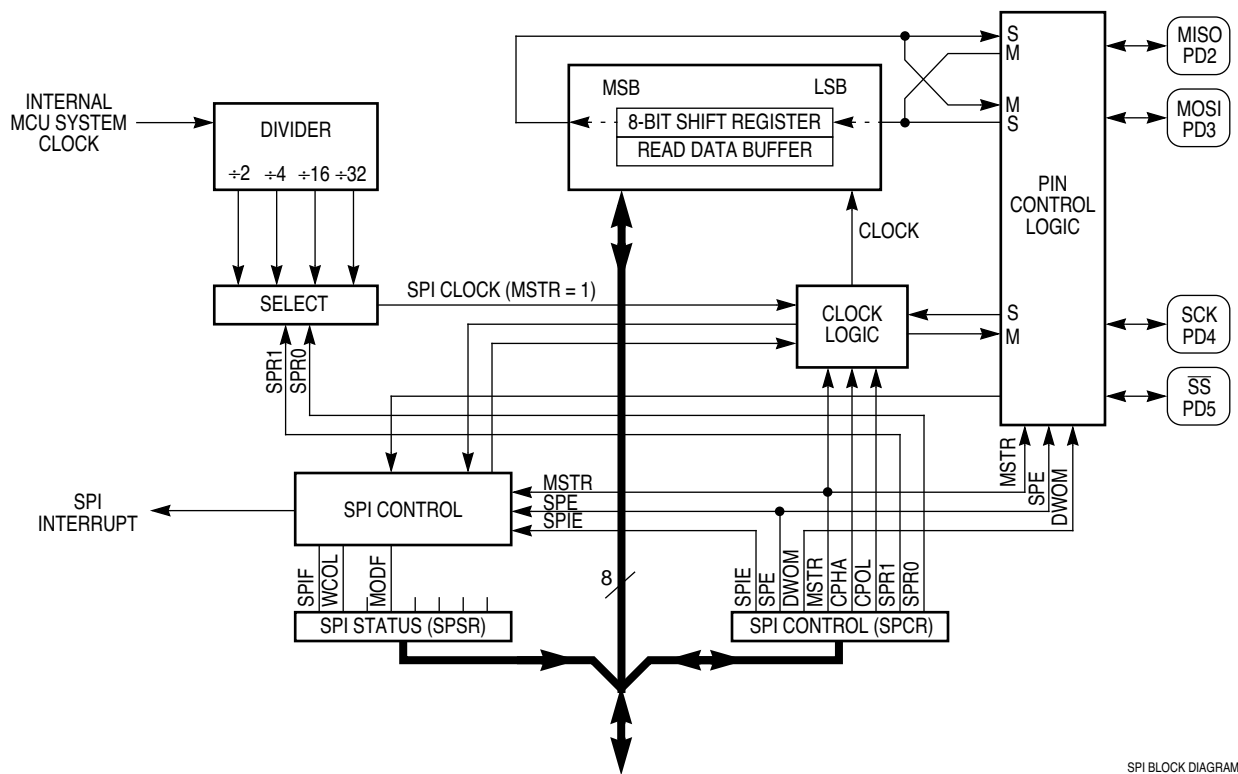 INTERNAL
MCU SYSTEM
CLOCK
DIVIDER
÷2 ÷4 ÷16 ÷32
SELECT
SPR1
SPR0
SPI CLOCK (MSTR = 1)
MSB
LSB
8-BIT SHIFT REGISTER
READ DATA BUFFER
CLOCK
CLOCK
LOGIC
S
M
M
S
PIN
CONTROL
LOGIC
S
M
MISO
PD2
MOSI
PD3
SCK
PD4
SS
PD5
MSTR
SPE
DWOM
SPI
INTERRUPT
SPI CONTROL
MSTR
SPE
SPIE
SPIF
WCOL
MODF
SPI STATUS (SPSR)
8
SPIE
SPE
DWOM
MSTR
CPHA
CPOL
SPR1
SPR0
SPI CONTROL (SPCR)
SPI BLOCK DIAGRAM